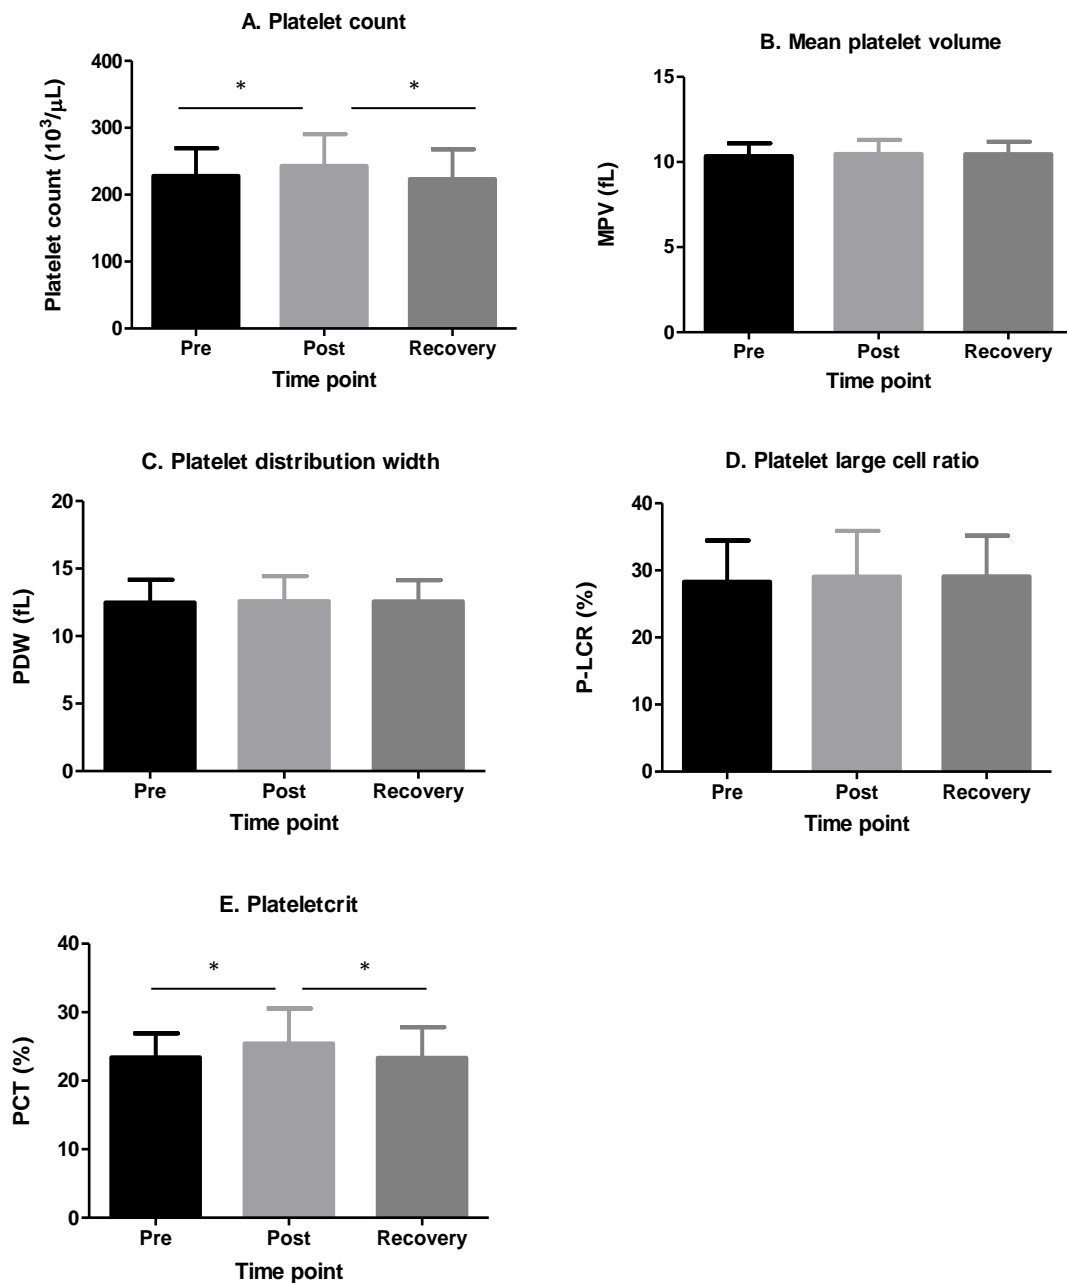 A. Platelet count
400
300
200
100
0
Platelet count (10³/µL)
*
*
Pre Post Recovery
Time point
B. Mean platelet volume
15
10
5
0
MPV (fL)
Pre Post Recovery
Time point
C. Platelet distribution width
20
15
10
5
0
PDW (fL)
Pre Post Recovery
Time point
D. Platelet large cell ratio
40
30
20
10
0
P-LCR (%)
Pre Post Recovery
Time point
E. Plateletcrit
40
30
20
10
0
PCT (%)
*
*
Pre Post Recovery
Time point